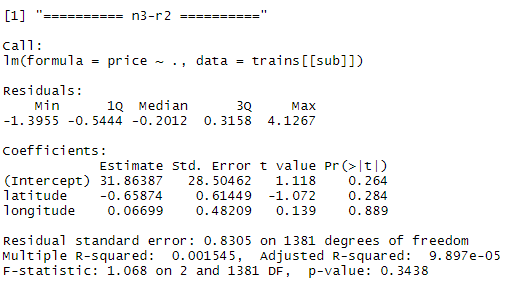 [1] "========== n3-r2 =========="
Call:
lm(formula = price ~ ., data = trains[[sub]])
Residuals:
    Min      1Q  Median      3Q     Max
-1.3955 -0.5444 -0.2012  0.3158  4.1267
Coefficients:
            Estimate Std. Error t value Pr(>|t|)
(Intercept) 31.86387   28.50462   1.118    0.264
latitude    -0.65874    0.61449  -1.072    0.284
longitude    0.06699    0.48209   0.139    0.889
Residual standard error: 0.8305 on 1381 degrees of freedom
Multiple R-squared:  0.001545,  Adjusted R-squared:  9.897e-05
F-statistic: 1.068 on 2 and 1381 DF,  p-value: 0.3438